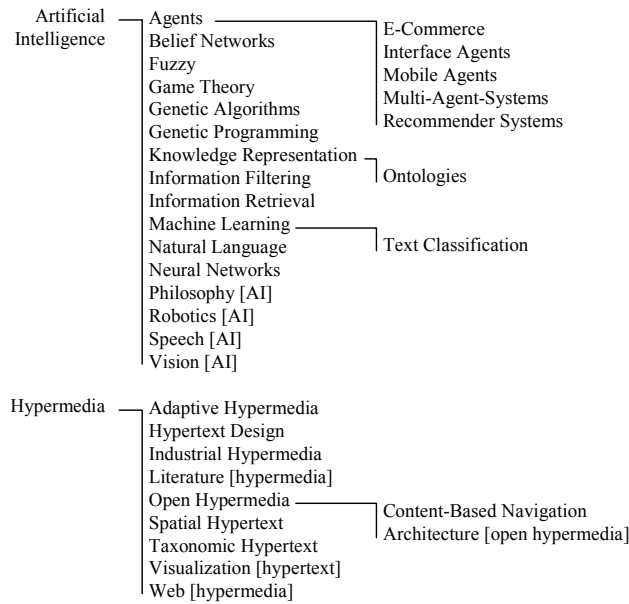 Artificial
Intelligence
Agents
Belief Networks
Fuzzy
Game Theory
Genetic Algorithms
Genetic Programming
Knowledge Representation
Information Filtering
Information Retrieval
Machine Learning
Natural Language
Neural Networks
Philosophy [AI]
Robotics [AI]
Speech [AI]
Vision [AI]
E-Commerce
Interface Agents
Mobile Agents
Multi-Agent-Systems
Recommender Systems
Ontologies
Text Classification
Hypermedia
Adaptive Hypermedia
Hypertext Design
Industrial Hypermedia
Literature [hypermedia]
Open Hypermedia
Spatial Hypertext
Taxonomic Hypertext
Visualization [hypertext]
Web [hypermedia]
Content-Based Navigation
Architecture [open hypermedia]